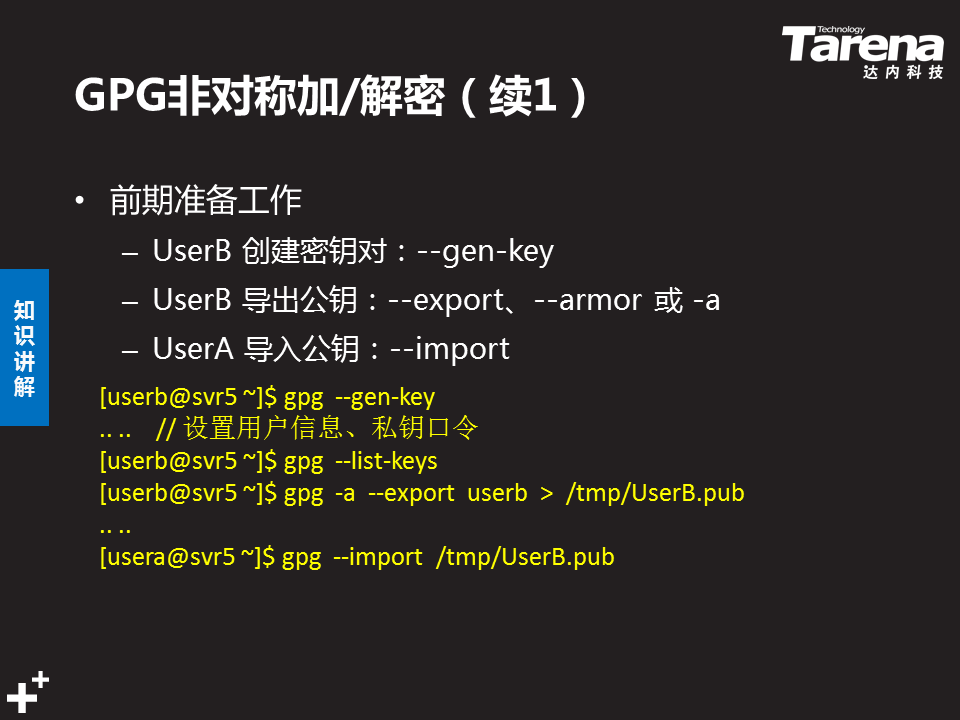 Technology
Tarena
达内科技
GPG非对称加/解密（续1）
• 前期准备工作
– UserB 创建密钥对：--gen-key
– UserB 导出公钥：--export、--armor 或 -a
– UserA 导入公钥：--import
知识讲解
[userb@svr5 ~]$ gpg --gen-key
.. .. // 设置用户信息、私钥口令
[userb@svr5 ~]$ gpg --list-keys
[userb@svr5 ~]$ gpg -a --export userb > /tmp/UserB.pub
.. ..
[usera@svr5 ~]$ gpg --import /tmp/UserB.pub